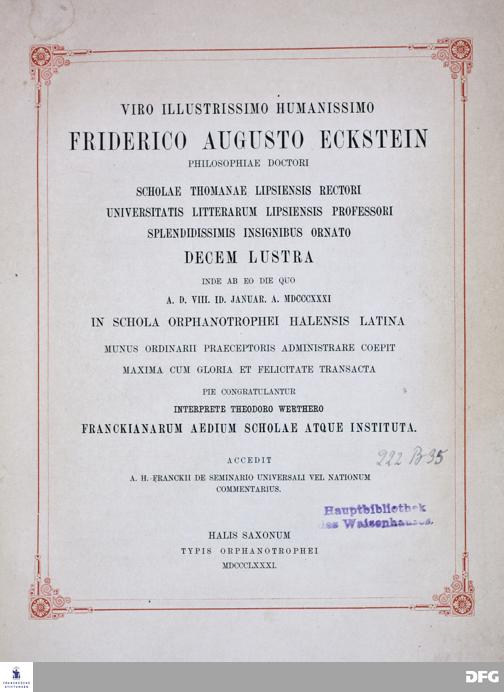 VIRO ILLUSTRISSIMO HUMANISSIMO
FRIDERICO AUGUSTO ECKSTEIN
PHILOSOPHIAE DOCTORI
SCHOLAE THOMANAE LIPSIENSIS RECTORI
UNIVERSITATIS LITTERARUM LIPSIENSIS PROFESSORI
SPLENDIDISSIMIS INSIGNIBUS ORNATO
DECEM LUSTRA
INDE AB EO DIE QUO
A. D. VIII. ID. JANUAR. A. MDCCCXXXI
IN SCHOLA ORPHANOTROPHEI HALENSIS LATINA
MUNUS ORDINARII PRAECEPTORIS ADMINISTRARE COEPIT
MAXIMA CUM GLORIA ET FELICITATE TRANSACTA
PIE CONGRATULANTUR
INTERPRETE THEODORO WERTHERO
FRANCKIANARUM AEDIUM SCHOLAE ATQUE INSTITUTA.
ACCEDIT
222 B 35
A. H. FRANCKII DE SEMINARIO UNIVERSALI VEL NATIONUM
COMMENTARIUS.
Hauptbibliothek
des Waisenhauses.
HALIS SAXONUM
TYPIS ORPHANOTROPHEI
MDCCCLXXXI.
FRANCKESCHE
STIFTUNGEN
DFG